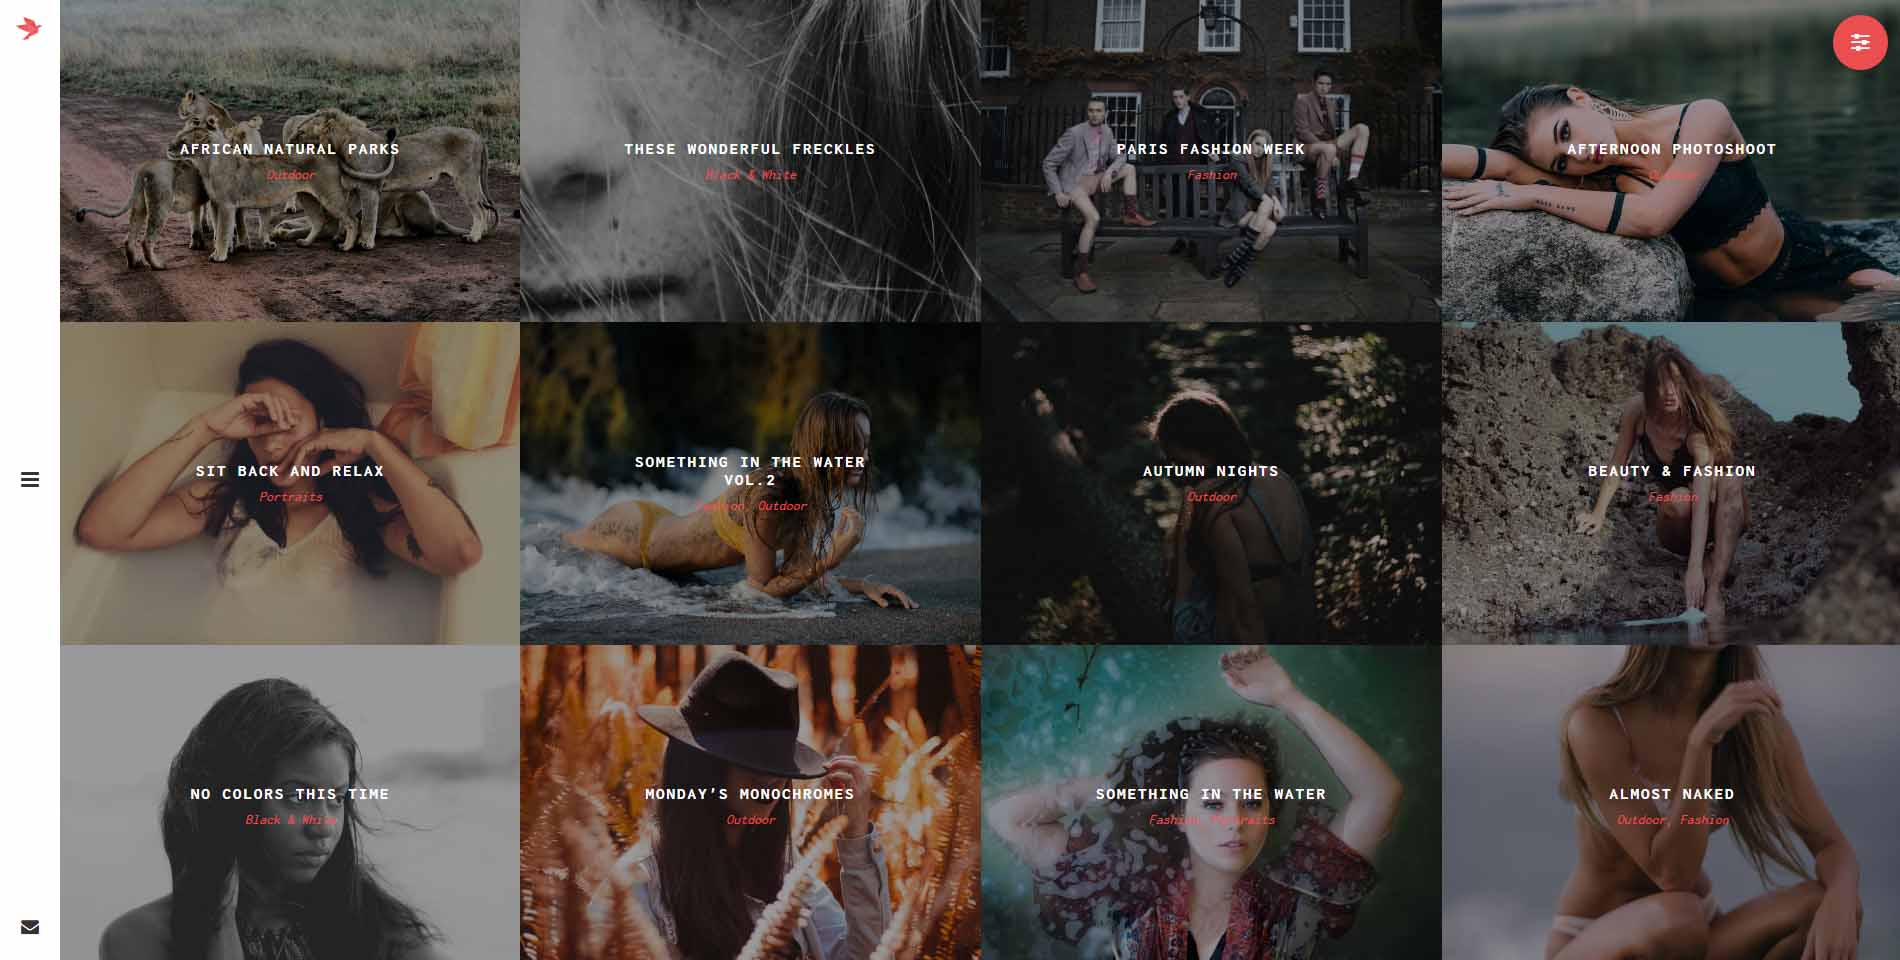 AFRICAN NATURAL PARKS
Outdoor
THESE WONDERFUL FRECKLES
Black & White
PARIS FASHION WEEK
Fashion
AFTERNOON PHOTOSHOOT
Outdoor
SIT BACK AND RELAX
Portraits
SOMETHING IN THE WATER
VOL.2
Fashion, Outdoor
AUTUMN NIGHTS
Outdoor
BEAUTY & FASHION
Fashion
NO COLORS THIS TIME
Black & White
MONDAY'S MONOCHROMES
Outdoor
SOMETHING IN THE WATER
Fashion, Portraits
ALMOST NAKED
Outdoor, Fashion